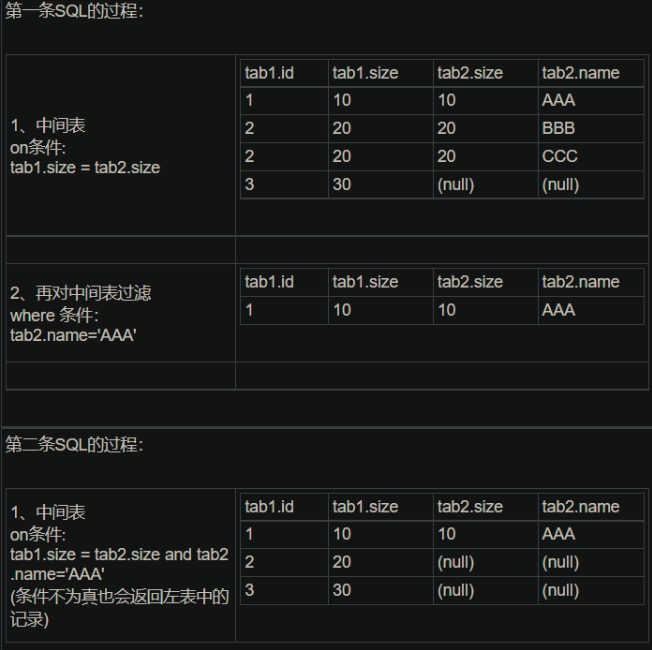 第一条SQL的过程:
tab1.id tab1.size tab2.size tab2.name
1 10 10 AAA
2 20 20 BBB
2 20 20 CCC
3 30 (null) (null)
1、中间表
on条件:
tab1.size = tab2.size
tab1.id tab1.size tab2.size tab2.name
1 10 10 AAA
2、再对中间表过滤
where 条件:
tab2.name='AAA'
第二条SQL的过程:
tab1.id tab1.size tab2.size tab2.name
1 10 10 AAA
2 20 (null) (null)
3 30 (null) (null)
1、中间表
on条件:
tab1.size = tab2.size and tab2
.name='AAA'
(条件不为真也会返回左表中的
记录)